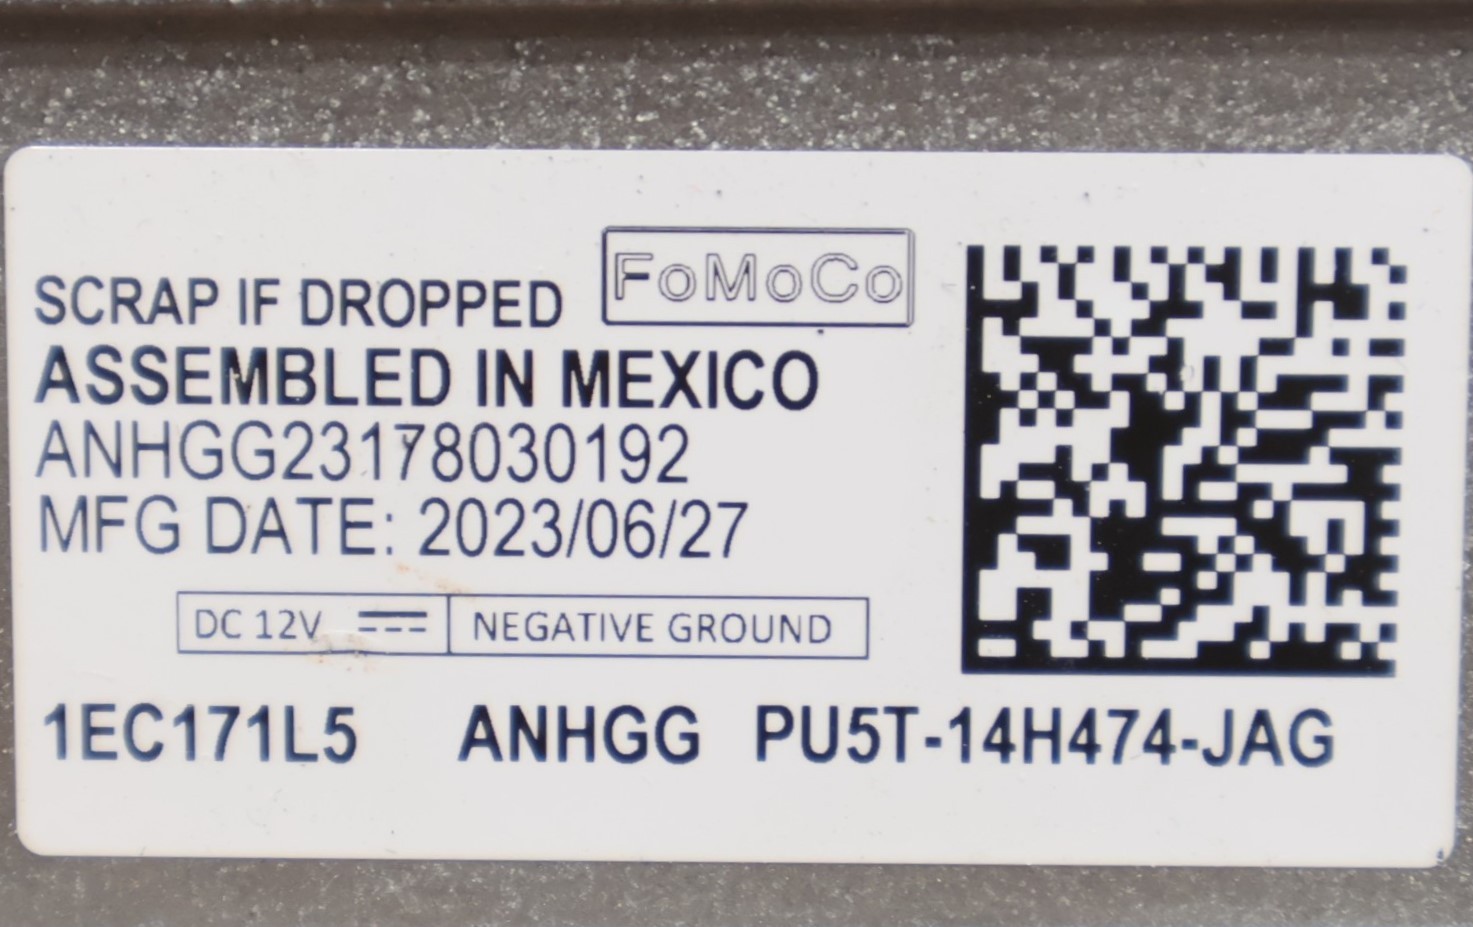 FoMoCo
SCRAP IF DROPPED
ASSEMBLED IN MEXICO
ANHGG23178030192
MFG DATE: 2023/06/27
DC 12V NEGATIVE GROUND
1EC171L5 ANHGG PU5T-14H474-JAG